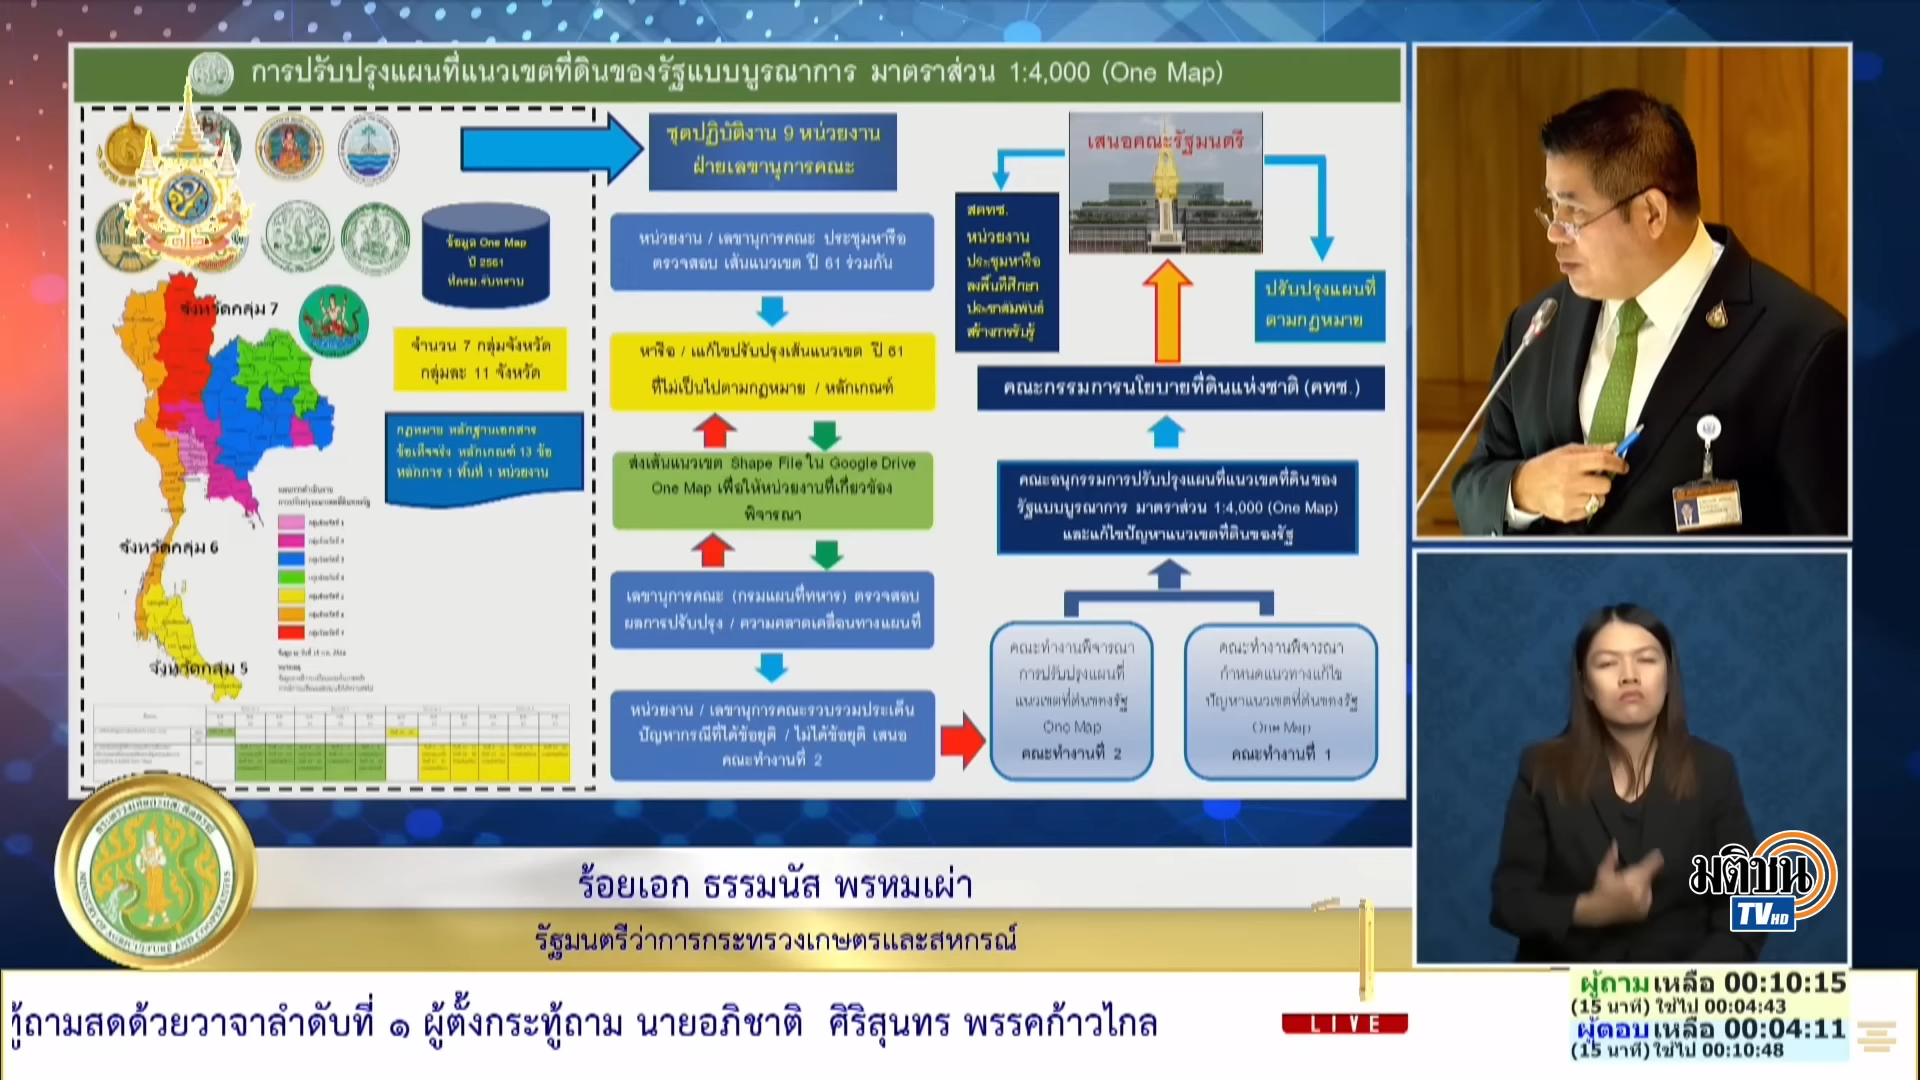 การปรับปรุงแผนที่แนวเขตที่ดินของรัฐแบบบูรณาการ มาตราส่วน 1:4,000 (One Map)
ข้อมูล One Map
ปี 2561
ที่ครม.รับทราบ
จังหวัดกลุ่ม 7
จำนวน 7 กลุ่มจังหวัด
กลุ่มละ 11 จังหวัด
กฎหมาย หลักฐานเอกสาร
ข้อเท็จจริง หลักเกณฑ์ 13 ข้อ
หลักการ 1 พื้นที่ 1 หน่วยงาน
จังหวัดกลุ่ม 6
จังหวัดกลุ่ม 5
ชุดปฏิบัติงาน 9 หน่วยงาน
ฝ่ายเลขานุการคณะ
หน่วยงาน / เลขานุการคณะ ประชุมหารือ
ตรวจสอบ เส้นแนวเขต ปี 61 ร่วมกัน
หารือ / แก้ไขปรับปรุงเส้นแนวเขต ปี 61
ที่ไม่เป็นไปตามกฎหมาย / หลักเกณฑ์
ส่งเส้นแนวเขต Shape File ใน Google Drive
One Map เพื่อให้หน่วยงานที่เกี่ยวข้อง
พิจารณา
เลขานุการคณะ (กรมแผนที่ทหาร) ตรวจสอบ
ผลการปรับปรุง / ความคลาดเคลื่อนทางแผนที่
หน่วยงาน / เลขานุการคณะรวบรวมประเด็น
ปัญหากรณีที่ได้ข้อยุติ / ไม่ได้ข้อยุติ เสนอ
คณะทำงานที่ 2
เสนอคณะรัฐมนตรี
สคทช.
หน่วยงาน
ประชุมหารือ
ลงพื้นที่ศึกษา
ประชาสัมพันธ์
สร้างการรับรู้
ปรับปรุงแผนที่
ตามกฎหมาย
คณะกรรมการนโยบายที่ดินแห่งชาติ (คทช.)
คณะอนุกรรมการปรับปรุงแผนที่แนวเขตที่ดินของ
รัฐแบบบูรณาการ มาตราส่วน 1:4,000 (One Map)
และแก้ไขปัญหาแนวเขตที่ดินของรัฐ
คณะทำงานพิจารณา
การปรับปรุงแผนที่
แนวเขตที่ดินของรัฐ
One Map
คณะทำงานที่ 2
คณะทำงานพิจารณา
กำหนดแนวทางแก้ไข
ปัญหาแนวเขตที่ดินของรัฐ
One Map
คณะทำงานที่ 1
กระทรวงเกษตรและสหกรณ์
MINISTRY OF AGRICULTURE AND COOPERATIVES
ร้อยเอก ธรรมนัส พรหมเผ่า
รัฐมนตรีว่าการกระทรวงเกษตรและสหกรณ์
มติชน
TV HD
ถามสดด้วยวาจาลำดับที่ ๑ ผู้ตั้งกระทู้ถาม นายอภิชาติ ศิริสุนทร พรรคก้าวไกล
LIVE
ผู้ถามเหลือ 00:10:15
(15 นาที) ใช้ไป 00:04:43
ผู้ตอบเหลือ 00:04:11
(15 นาที) ใช้ไป 00:10:48